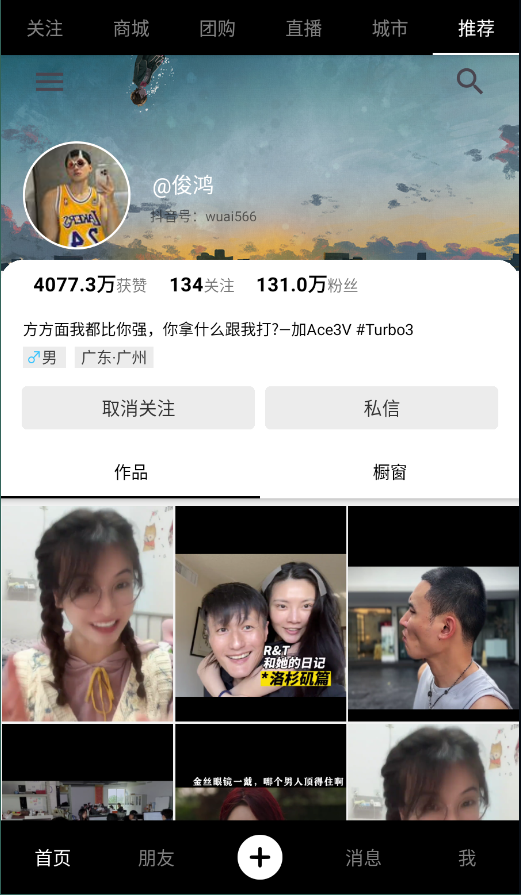 关注 商城 团购 直播 城市 推荐
@俊鸿
抖音号：wuai566
4077.3万获赞 134关注 131.0万粉丝
方方面我都比你强，你拿什么跟我打?—加Ace3V #Turbo3
♂男 广东·广州
取消关注 私信
作品 橱窗
R&T
和她的日记
*洛杉矶篇
金丝眼镜一戴，哪个男人顶得住啊
首页 朋友 消息 我